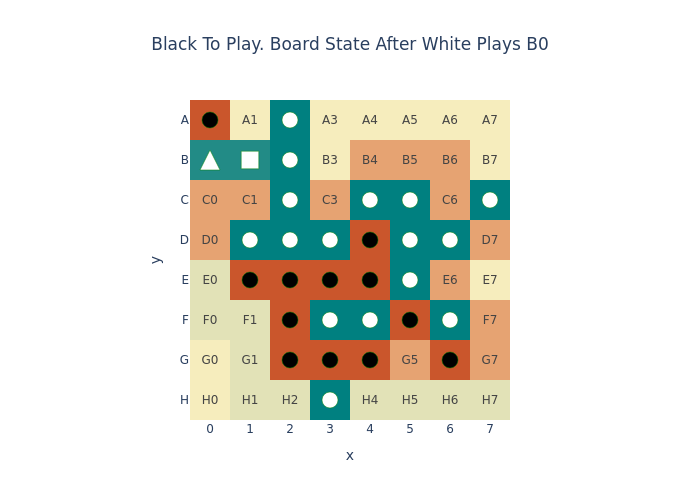 Black To Play. Board State After White Plays B0
A A1 A3 A4 A5 A6 A7
B B3 B4 B5 B6 B7
C C0 C1 C3 C6
D D0 D7
E E0 E6 E7
F F0 F1 F7
G G0 G1 G5 G7
H H0 H1 H2 H4 H5 H6 H7
0 1 2 3 4 5 6 7
x
y